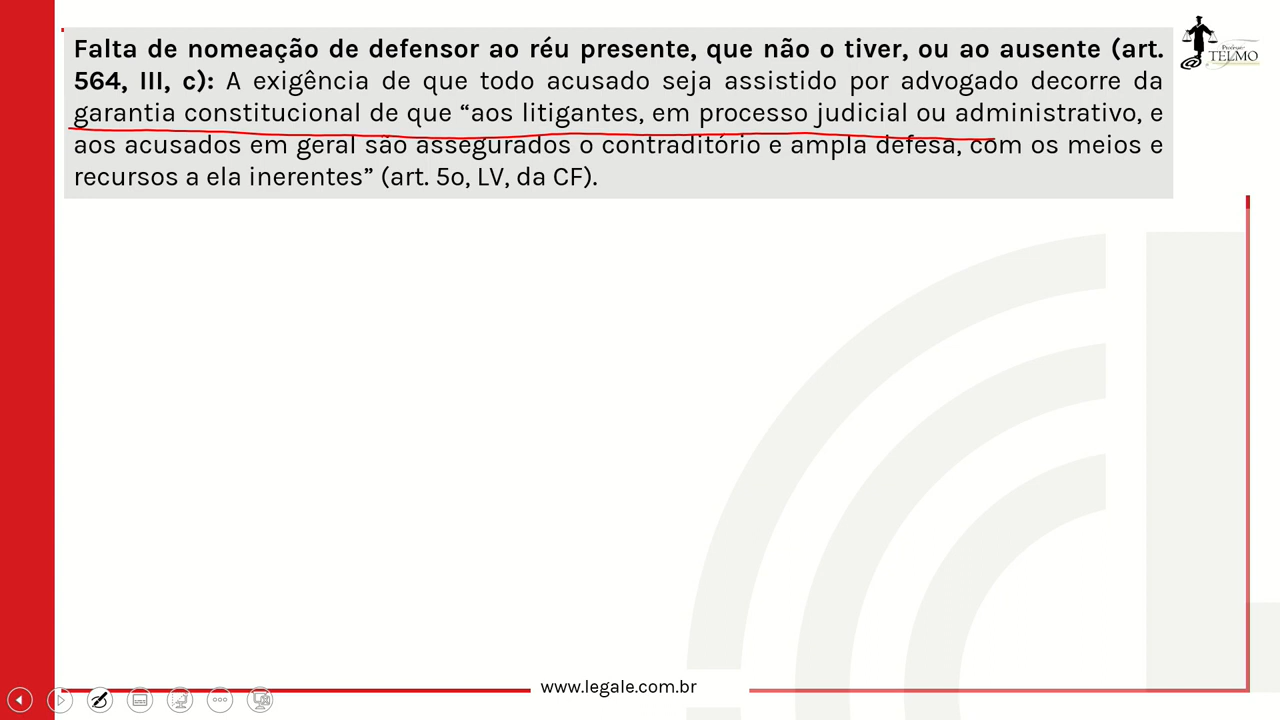 Falta de nomeação de defensor ao réu presente, que não o tiver, ou ao ausente (art.
564, III, c): A exigência de que todo acusado seja assistido por advogado decorre da
garantia constitucional de que “aos litigantes, em processo judicial ou administrativo, e
aos acusados em geral são assegurados o contraditório e ampla defesa, com os meios e
recursos a ela inerentes” (art. 5o, LV, da CF).
Professor
TELMO
www.legale.com.br